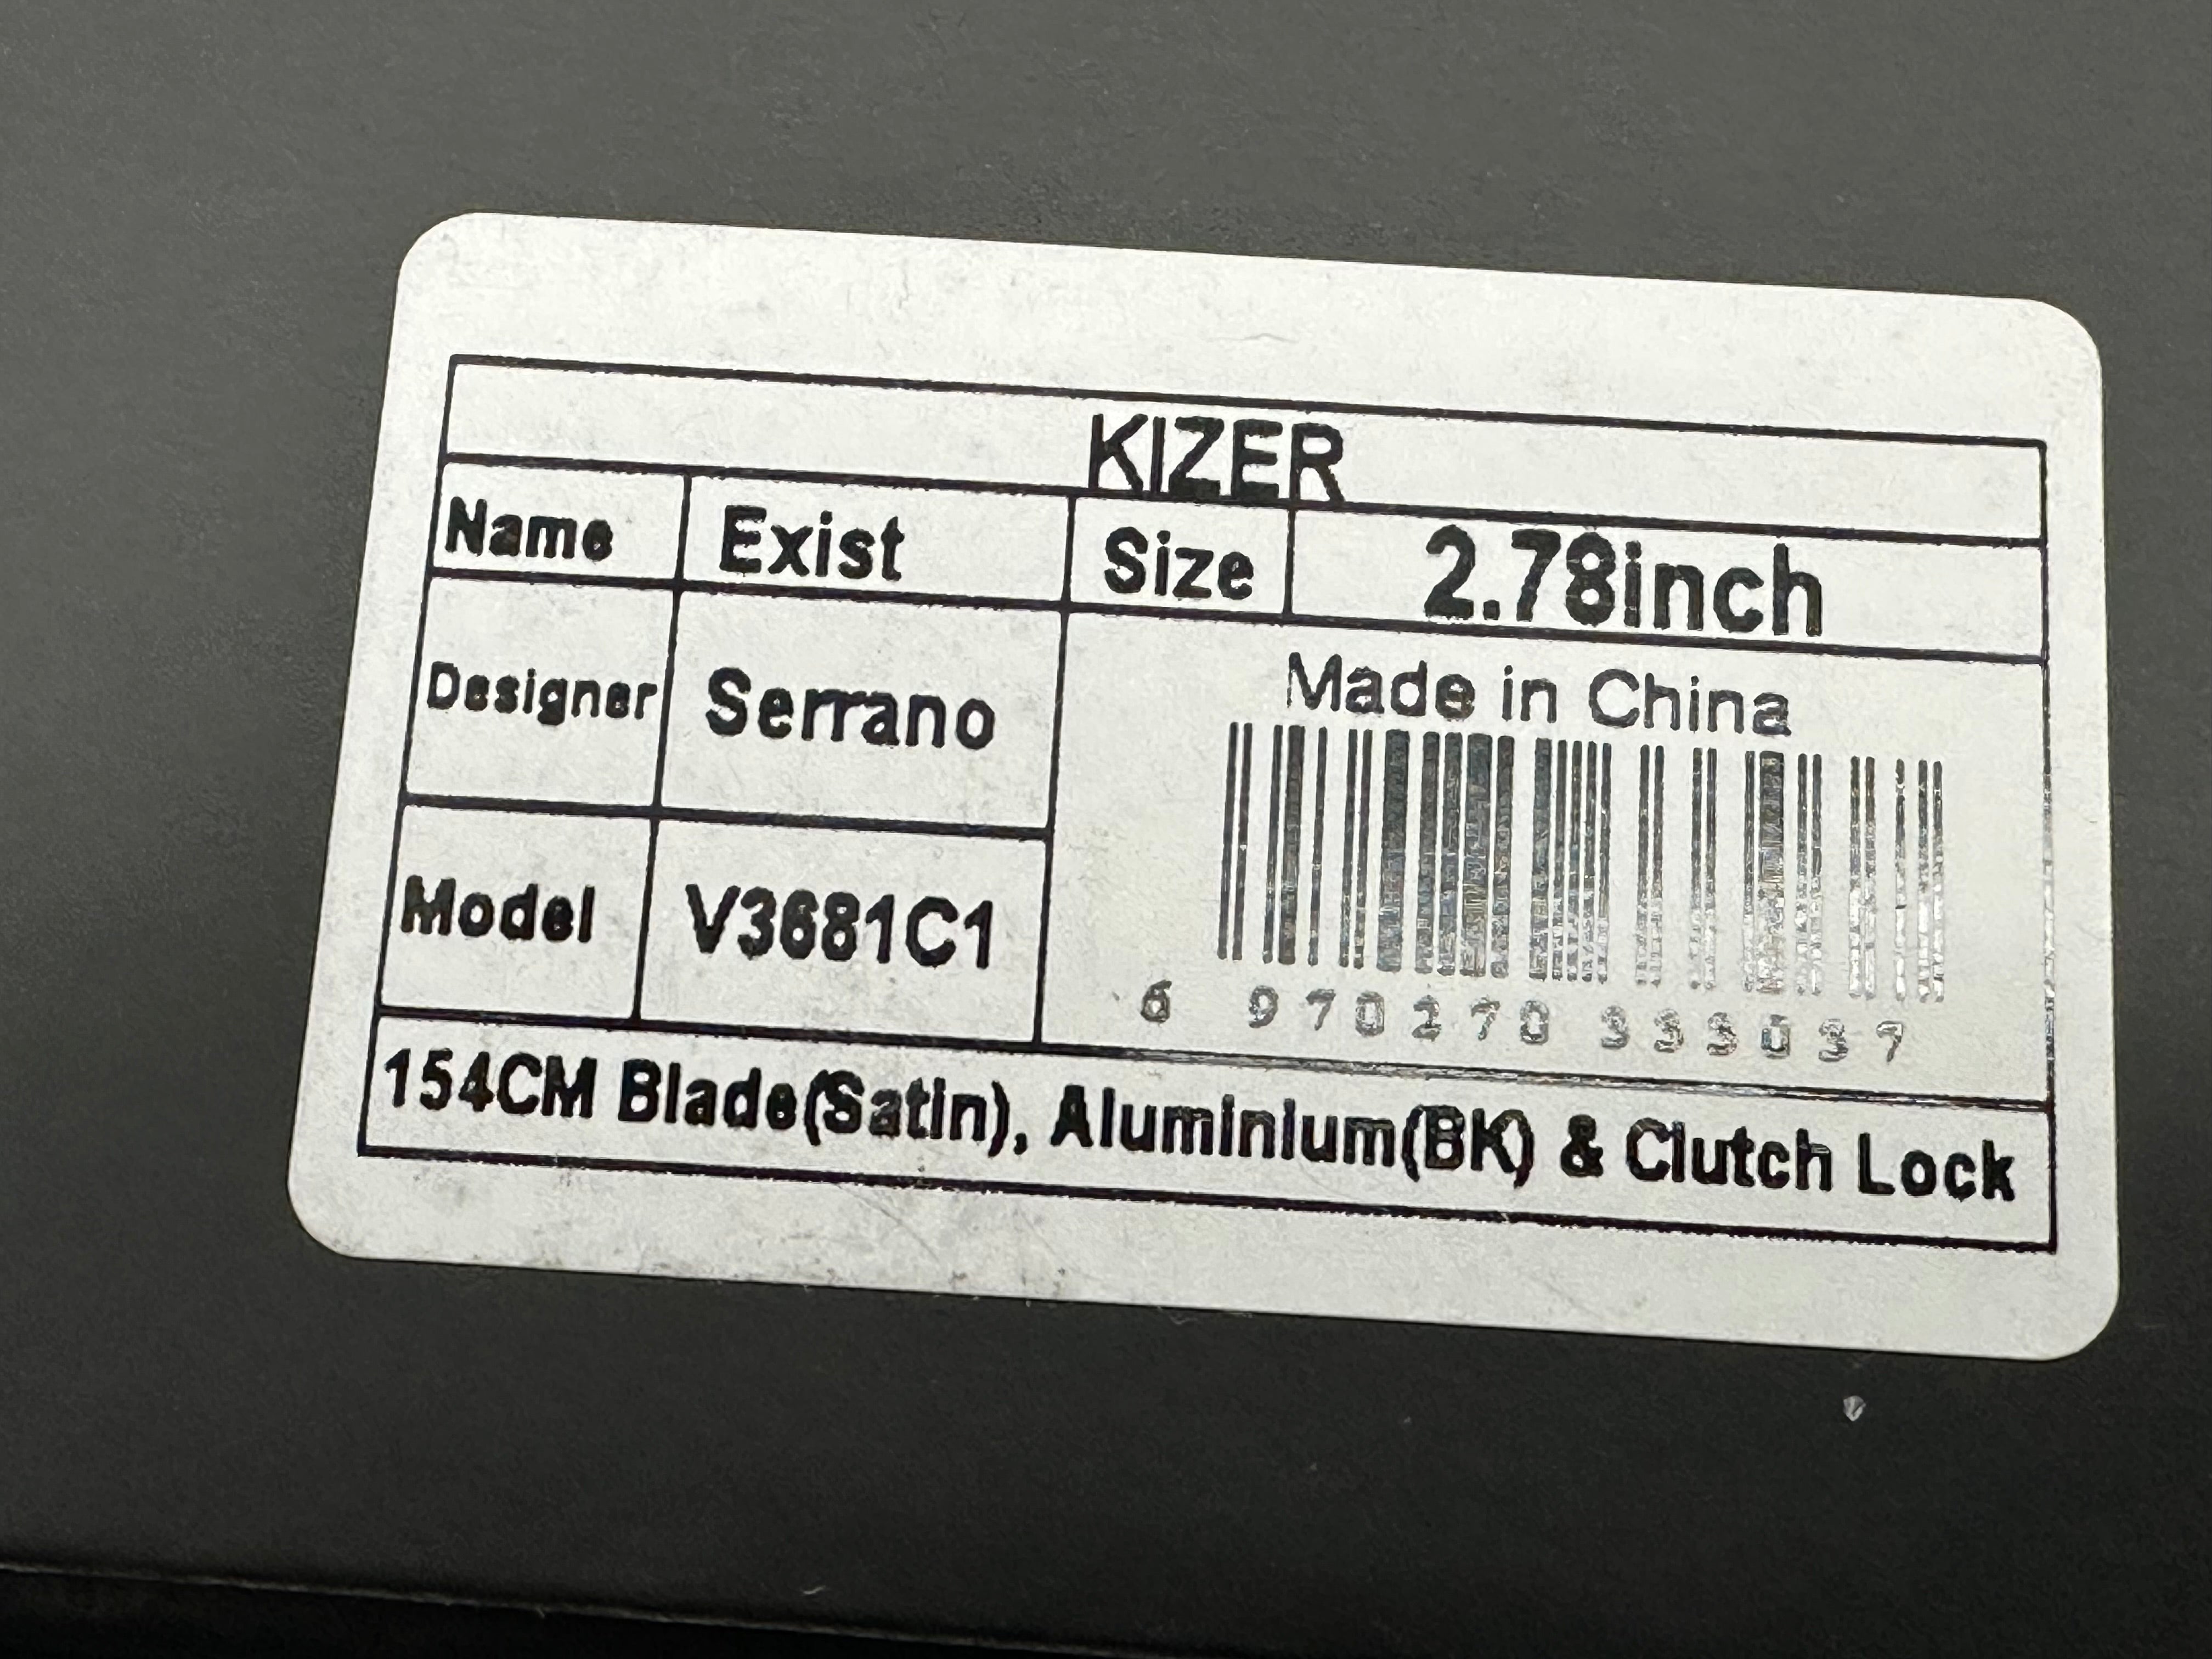 KIZER
Name Exist Size 2.78inch
Designer Serrano
Made in China
Model V3681C1
6 970270 333037
154CM Blade(Satin), Aluminium(BK) & Clutch Lock